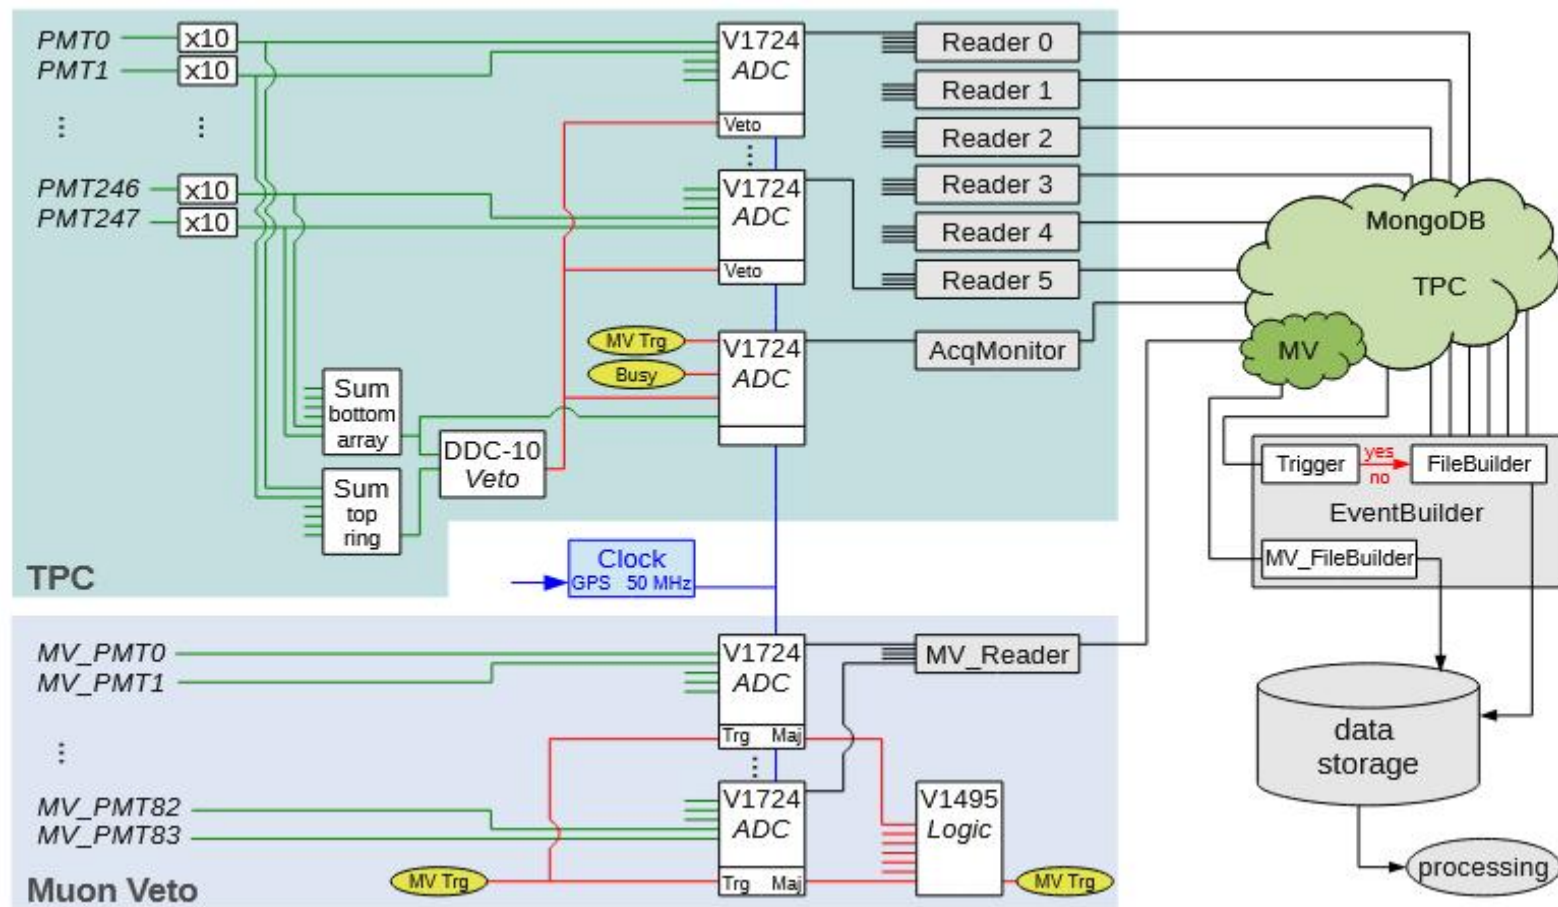 PMT0
x10
PMT1
x10
PMT246
x10
PMT247
x10
V1724
ADC
Veto
V1724
ADC
Veto
MV Trg
Busy
V1724
ADC
Sum
bottom
array
Sum
top
ring
DDC-10
Veto
TPC
Reader 0
Reader 1
Reader 2
Reader 3
Reader 4
Reader 5
AcqMonitor
MongoDB
TPC
MV
Trigger
yes
no
FileBuilder
EventBuilder
MV_FileBuilder
Clock
GPS 50 MHz
MV_PMT0
MV_PMT1
MV_PMT82
MV_PMT83
V1724
ADC
Trg Maj
V1724
ADC
Trg Maj
MV_Reader
V1495
Logic
MV Trg
MV Trg
Muon Veto
data
storage
processing